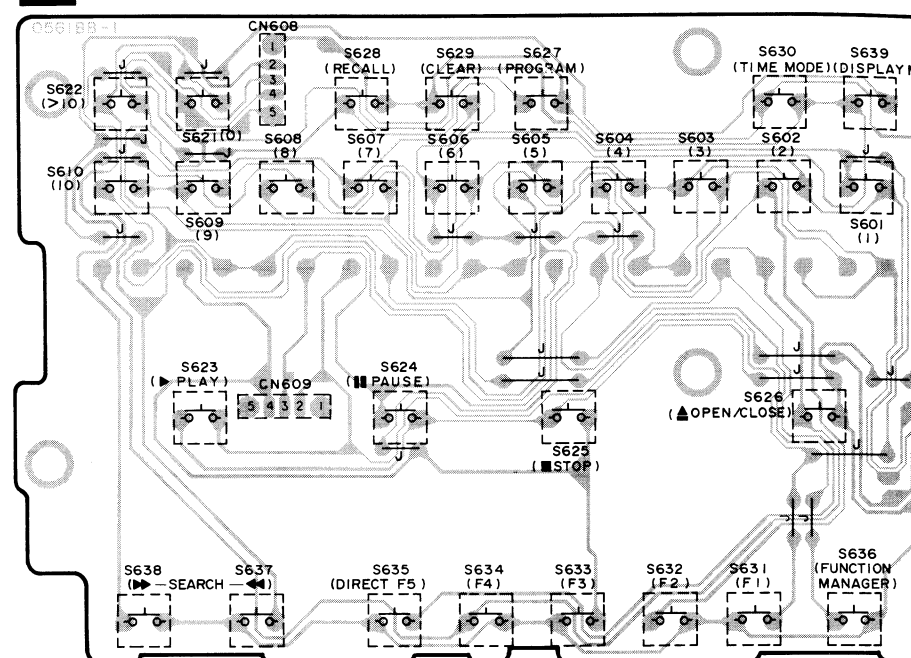 056188-1
CN608
1
2
3
4
5
S628
(RECALL)
S629
(CLEAR)
S627
(PROGRAM)
S630
(TIME MODE)
S639
(DISPLAY
S622
(>10)
J
J
S621(0)
S608
(8)
S607
(7)
S606
(6)
S605
(5)
S604
(4)
S603
(3)
S602
(2)
J
J
J
J
S610
(10)
S609
(9)
S601
(1)
J
J
J
J
S623
(▶ PLAY)
CN609
5 4 3 2 1
S624
(❚❚ PAUSE)
J
J
J
S626
(⏏OPEN/CLOSE)
J
S625
(■STOP)
J
J
J
S638
(▶▶ — SEARCH — ◀◀)
S637
S635
(DIRECT F5)
S634
(F4)
S633
(F3)
S632
(F2)
S631
(F1)
S636
(FUNCTION
MANAGER)